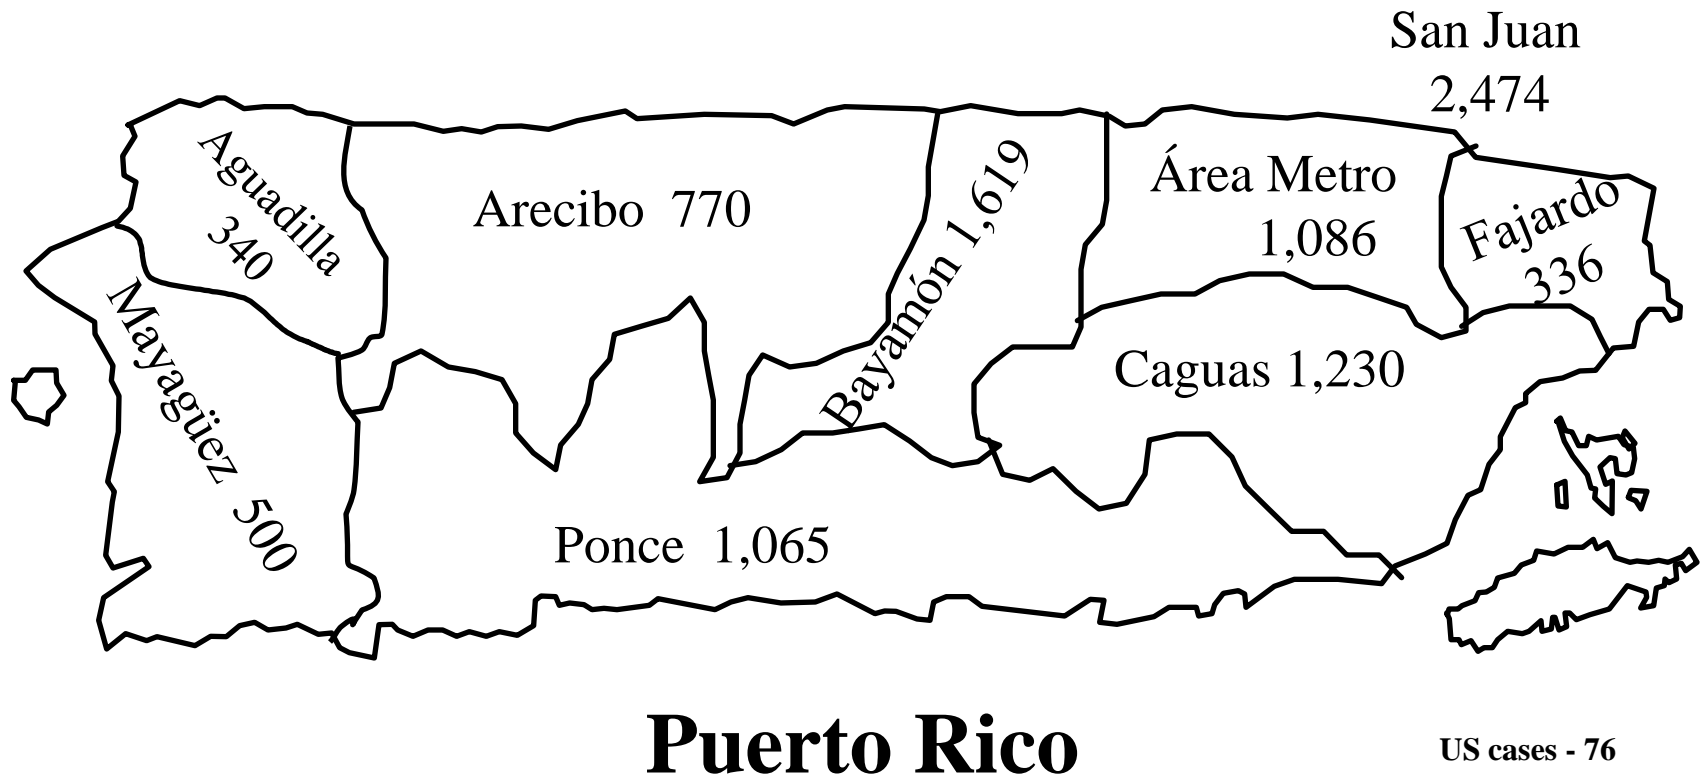 San Juan
2,474
Aguadilla
340
Arecibo 770
Bayamón 1,619
Área Metro
1,086
Fajardo
336
Mayagüez 500
Caguas 1,230
Ponce 1,065
Puerto Rico
US cases - 76